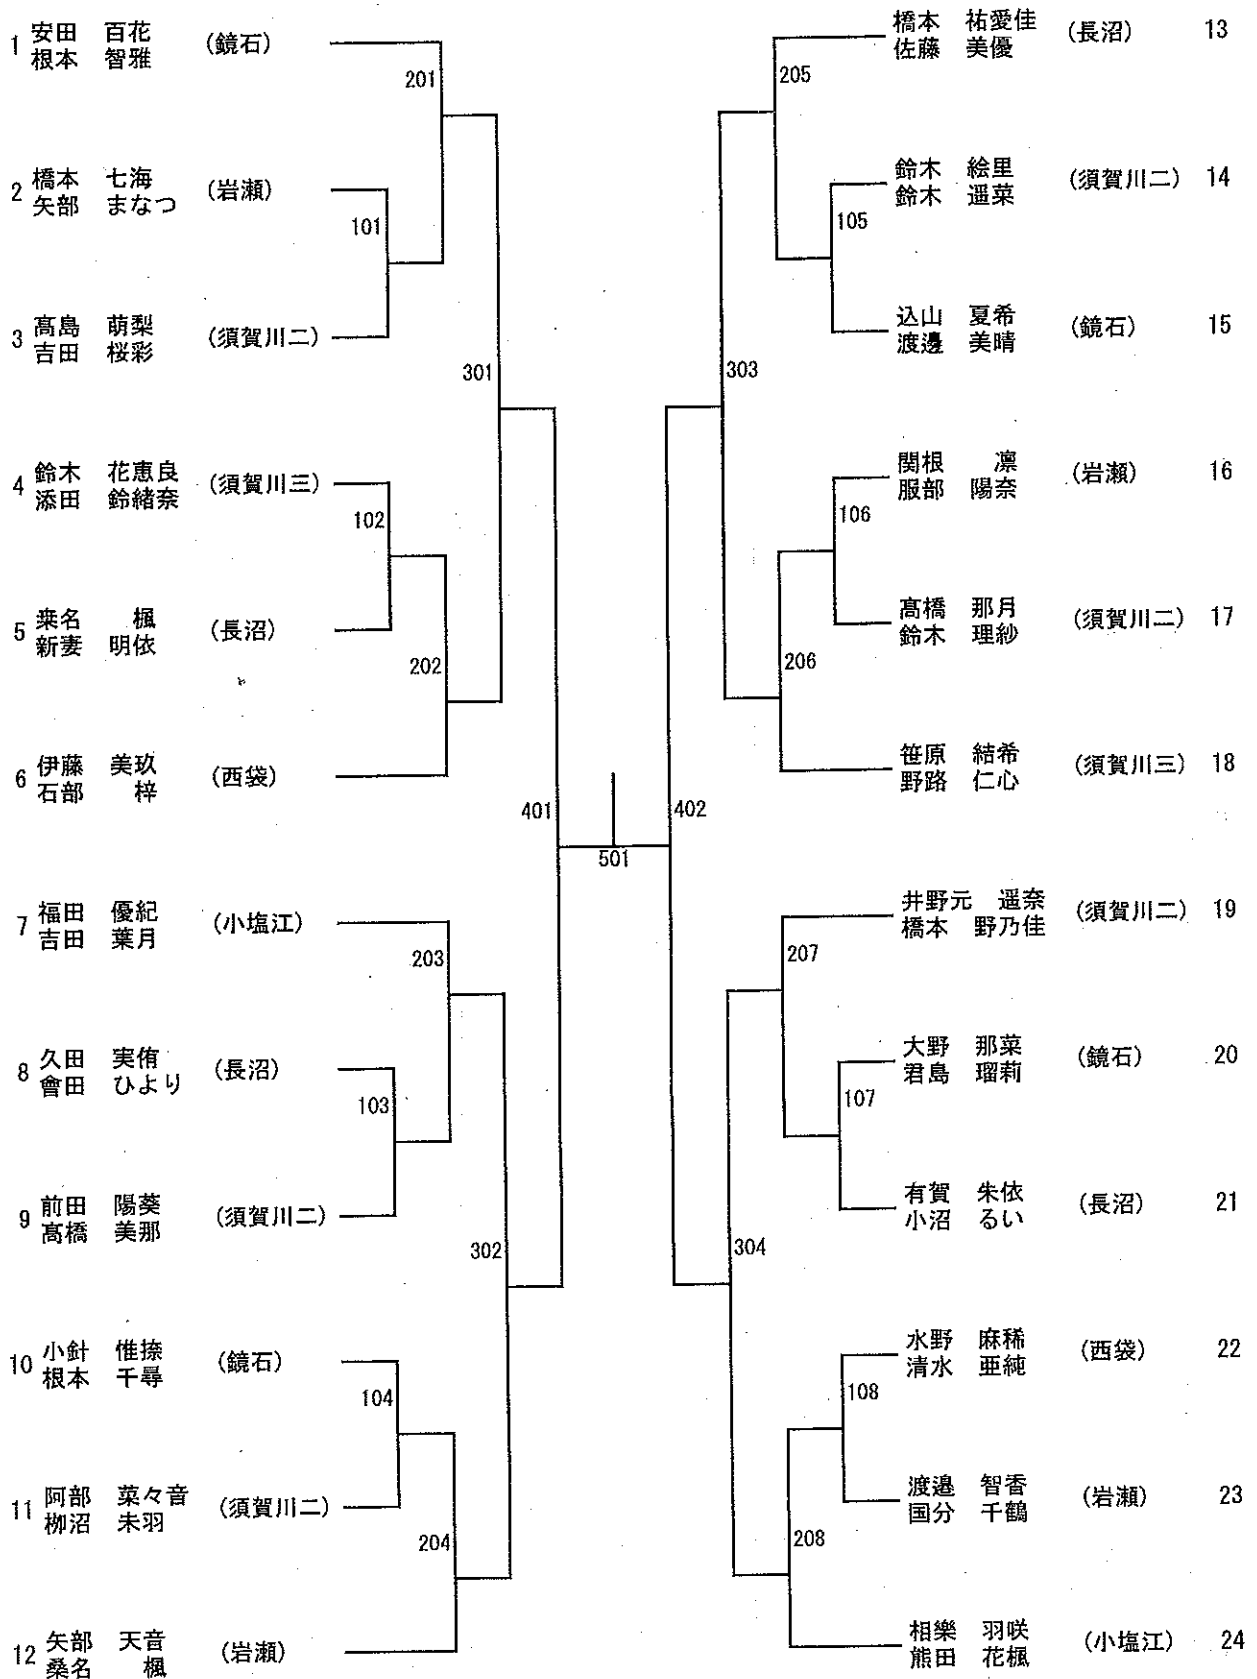 1 安田 百花 (鏡石)
根本 智雅
201
2 橋本 七海 (岩瀬)
矢部 まなつ
101
3 髙島 萌梨 (須賀川二)
吉田 桜彩
301
4 鈴木 花恵良 (須賀川三)
添田 鈴緒奈
102
5 桒名 楓 (長沼)
新妻 明依
202
6 伊藤 美玖 (西袋)
石部 梓
401
7 福田 優紀 (小塩江)
吉田 葉月
203
8 久田 実侑 (長沼)
會田 ひより
103
9 前田 陽葵 (須賀川二)
髙橋 美那
302
10 小針 惟捺 (鏡石)
根本 千尋
104
11 阿部 菜々音 (須賀川二)
栁沼 未羽
204
12 矢部 天音 (岩瀬)
桑名 楓
501
橋本 祐愛佳 (長沼) 13
佐藤 美優
205
鈴木 絵里 (須賀川二) 14
鈴木 遥菜
105
込山 夏希 (鏡石) 15
渡邊 美晴
303
関根 凛 (岩瀬) 16
服部 陽奈
106
髙橋 那月 (須賀川二) 17
鈴木 理紗
206
笹原 結希 (須賀川三) 18
野路 仁心
402
井野元 遥奈 (須賀川二) 19
橋本 野乃佳
207
大野 那菜 (鏡石) 20
君島 瑠莉
107
有賀 朱依 (長沼) 21
小沼 るい
304
水野 麻稀 (西袋) 22
清水 亜純
108
渡邉 智香 (岩瀬) 23
国分 千鶴
208
相樂 羽咲 (小塩江) 24
熊田 花楓